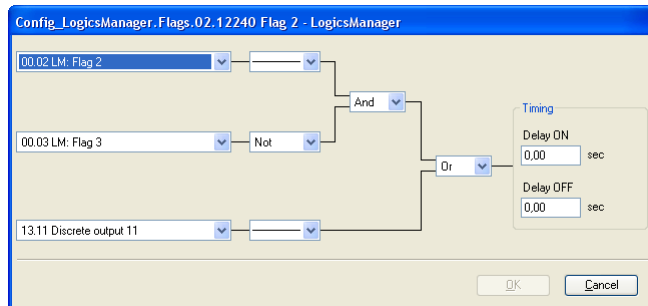 Config_LogicsManager.Flags.02.12240 Flag 2 - LogicsManager
00.02 LM: Flag 2
And
Timing
Delay ON
00.03 LM: Flag 3
Not
0,00 sec
Or
Delay OFF
0,00 sec
13.11 Discrete output 11
OK
Cancel